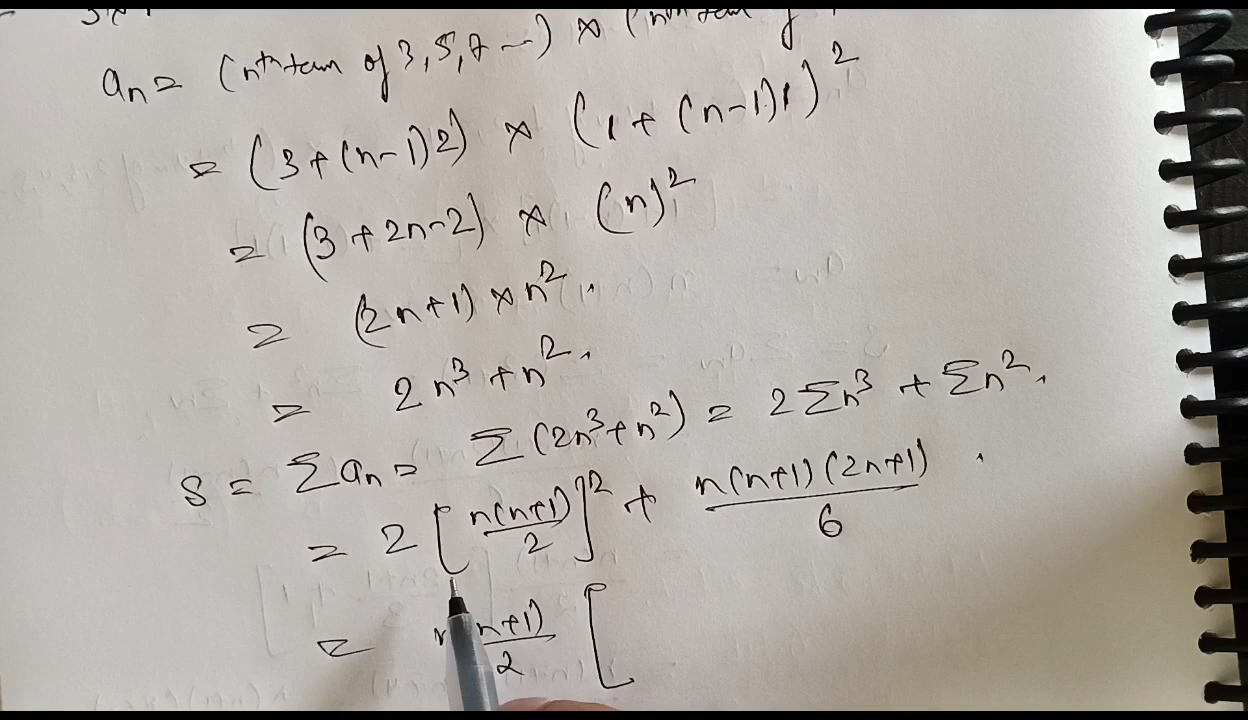 aₙ = (nth term of 3, 5, 7 ---) × (nth term of
= (3 + (n-1)2) × (1 + (n-1)1)²
= (3 + 2n - 2) × (n)²
= (2n+1) × n².
= 2n³ + n².
S = Σaₙ = Σ(2n³ + n²) = 2Σn³ + Σn².
= 2[n(n+1)/2]² + n(n+1)(2n+1)/6 .
= n(n+1)/2 [